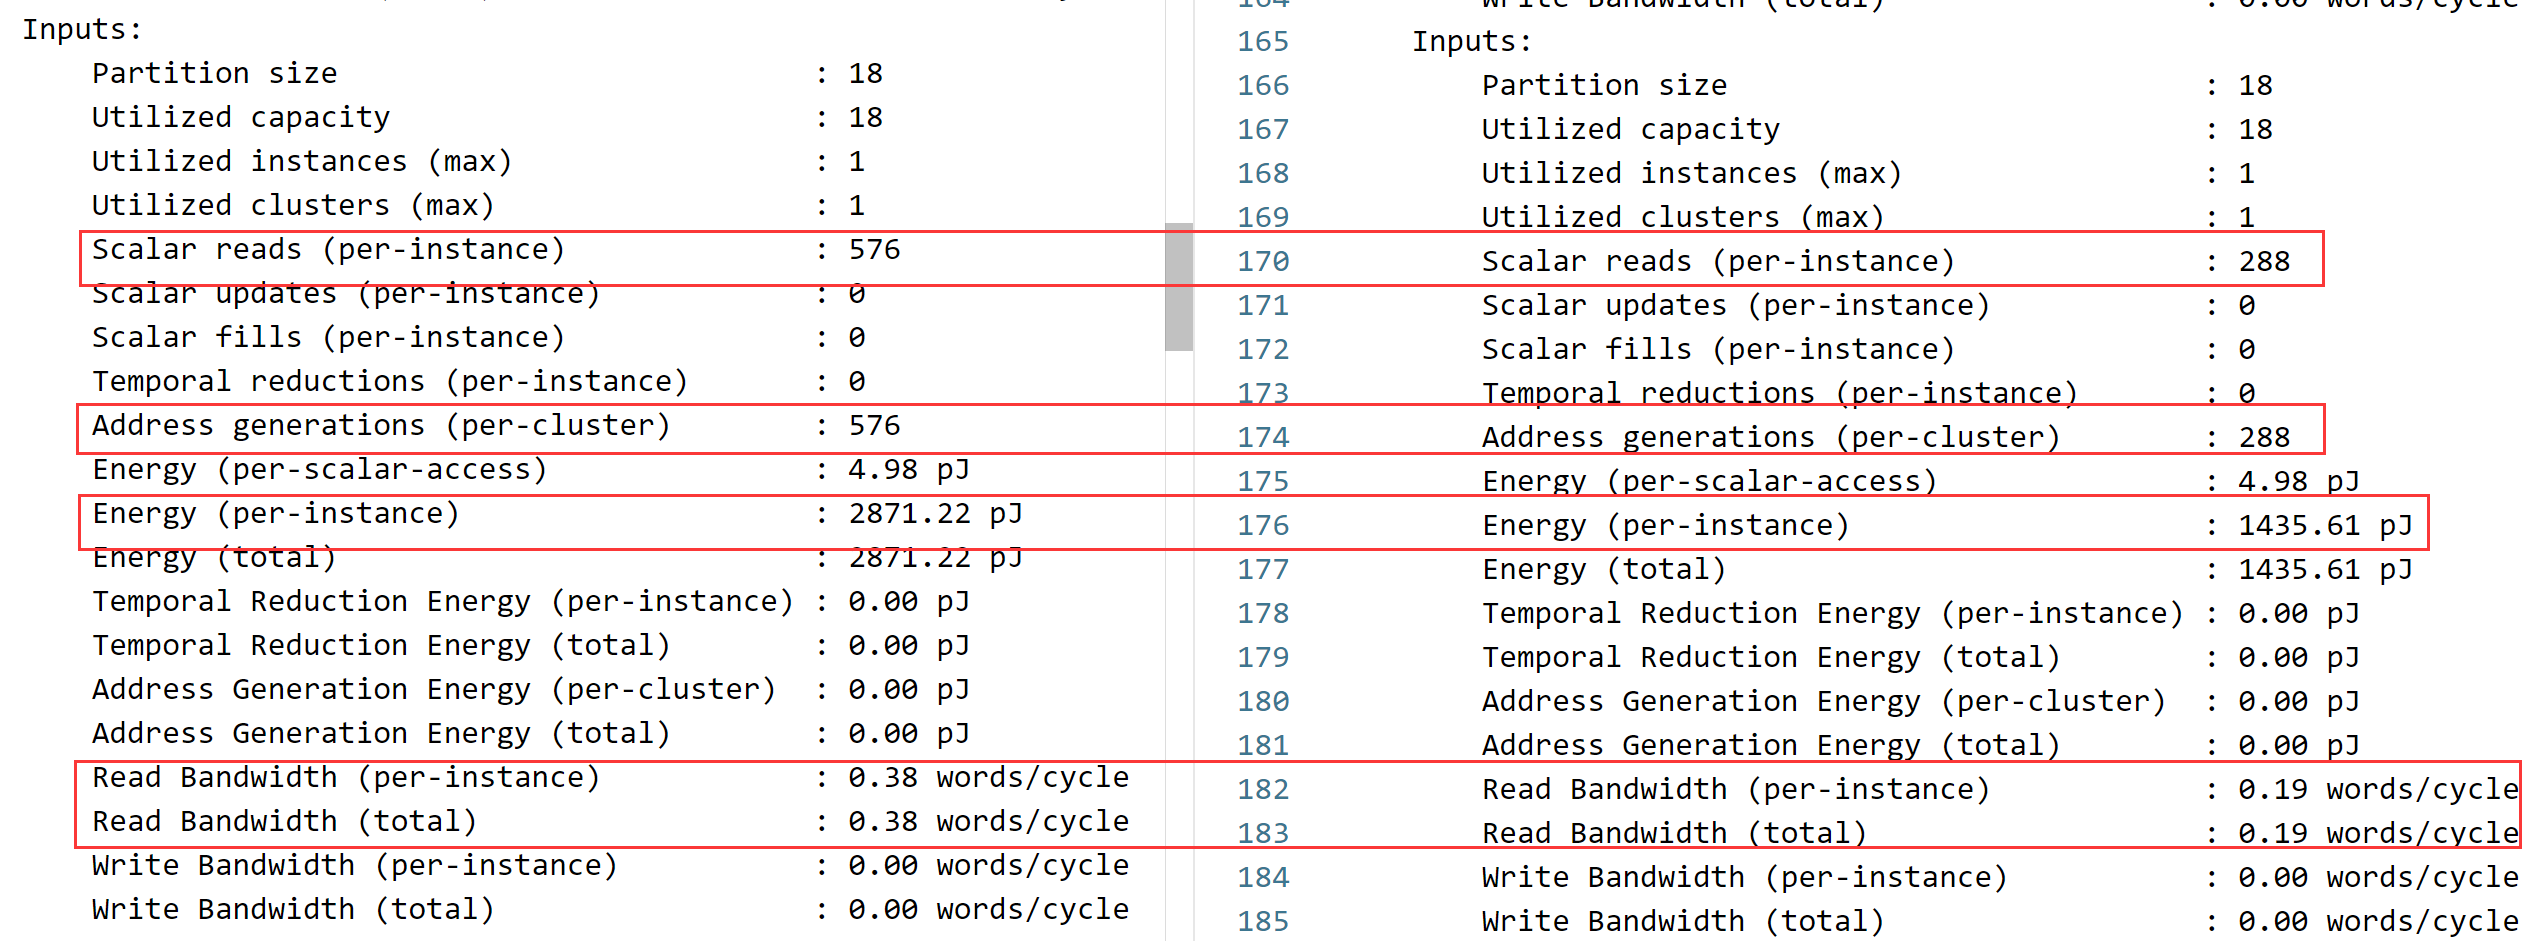 Inputs:
Partition size : 18
Utilized capacity : 18
Utilized instances (max) : 1
Utilized clusters (max) : 1
Scalar reads (per-instance) : 576
Scalar updates (per-instance) : 0
Scalar fills (per-instance) : 0
Temporal reductions (per-instance) : 0
Address generations (per-cluster) : 576
Energy (per-scalar-access) : 4.98 pJ
Energy (per-instance) : 2871.22 pJ
Energy (total) : 2871.22 pJ
Temporal Reduction Energy (per-instance) : 0.00 pJ
Temporal Reduction Energy (total) : 0.00 pJ
Address Generation Energy (per-cluster) : 0.00 pJ
Address Generation Energy (total) : 0.00 pJ
Read Bandwidth (per-instance) : 0.38 words/cycle
Read Bandwidth (total) : 0.38 words/cycle
Write Bandwidth (per-instance) : 0.00 words/cycle
Write Bandwidth (total) : 0.00 words/cycle
164 Write Bandwidth (total) : 0.00 words/cycle
165 Inputs:
166 Partition size : 18
167 Utilized capacity : 18
168 Utilized instances (max) : 1
169 Utilized clusters (max) : 1
170 Scalar reads (per-instance) : 288
171 Scalar updates (per-instance) : 0
172 Scalar fills (per-instance) : 0
173 Temporal reductions (per-instance) : 0
174 Address generations (per-cluster) : 288
175 Energy (per-scalar-access) : 4.98 pJ
176 Energy (per-instance) : 1435.61 pJ
177 Energy (total) : 1435.61 pJ
178 Temporal Reduction Energy (per-instance) : 0.00 pJ
179 Temporal Reduction Energy (total) : 0.00 pJ
180 Address Generation Energy (per-cluster) : 0.00 pJ
181 Address Generation Energy (total) : 0.00 pJ
182 Read Bandwidth (per-instance) : 0.19 words/cycle
183 Read Bandwidth (total) : 0.19 words/cycle
184 Write Bandwidth (per-instance) : 0.00 words/cycle
185 Write Bandwidth (total) : 0.00 words/cycle